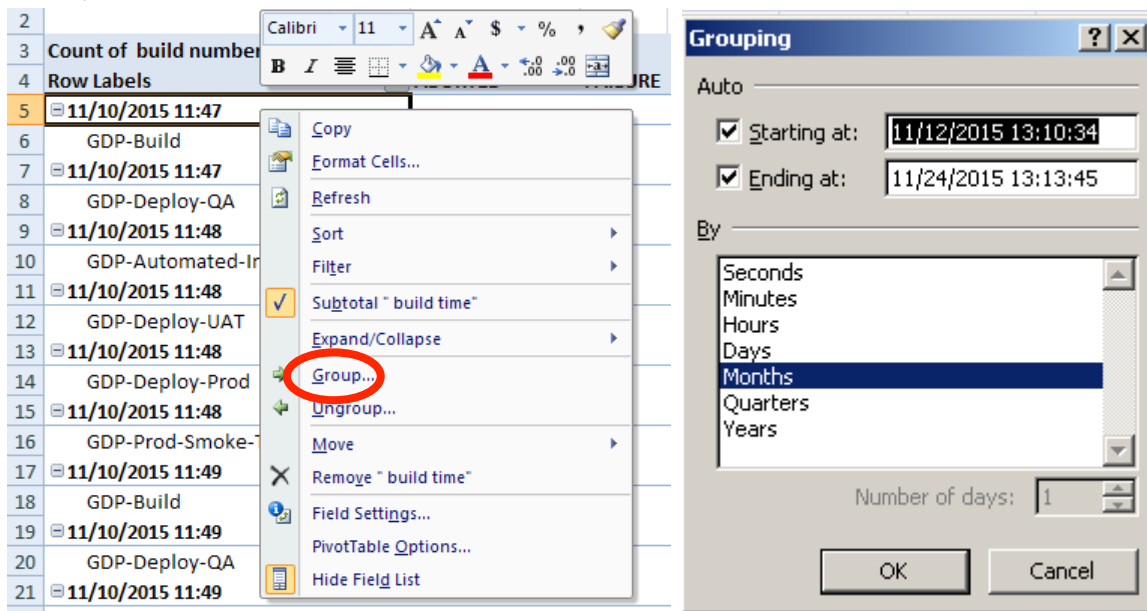 2
3 Count of build number
4 Row Labels
5 11/10/2015 11:47
6 GDP-Build
7 11/10/2015 11:47
8 GDP-Deploy-QA
9 11/10/2015 11:48
10 GDP-Automated-In
11 11/10/2015 11:48
12 GDP-Deploy-UAT
13 11/10/2015 11:48
14 GDP-Deploy-Prod
15 11/10/2015 11:48
16 GDP-Prod-Smoke-T
17 11/10/2015 11:49
18 GDP-Build
19 11/10/2015 11:49
20 GDP-Deploy-QA
21 11/10/2015 11:49
Calibri 11 A A $ % ,
B I A .00 .00
Copy
Format Cells...
Refresh
Sort
Filter
Subtotal " build time"
Expand/Collapse
Group...
Ungroup...
Move
Remove " build time"
Field Settings...
PivotTable Options...
Hide Field List
Grouping
Auto
Starting at: 11/12/2015 13:10:34
Ending at: 11/24/2015 13:13:45
By
Seconds
Minutes
Hours
Days
Months
Quarters
Years
Number of days: 1
OK Cancel